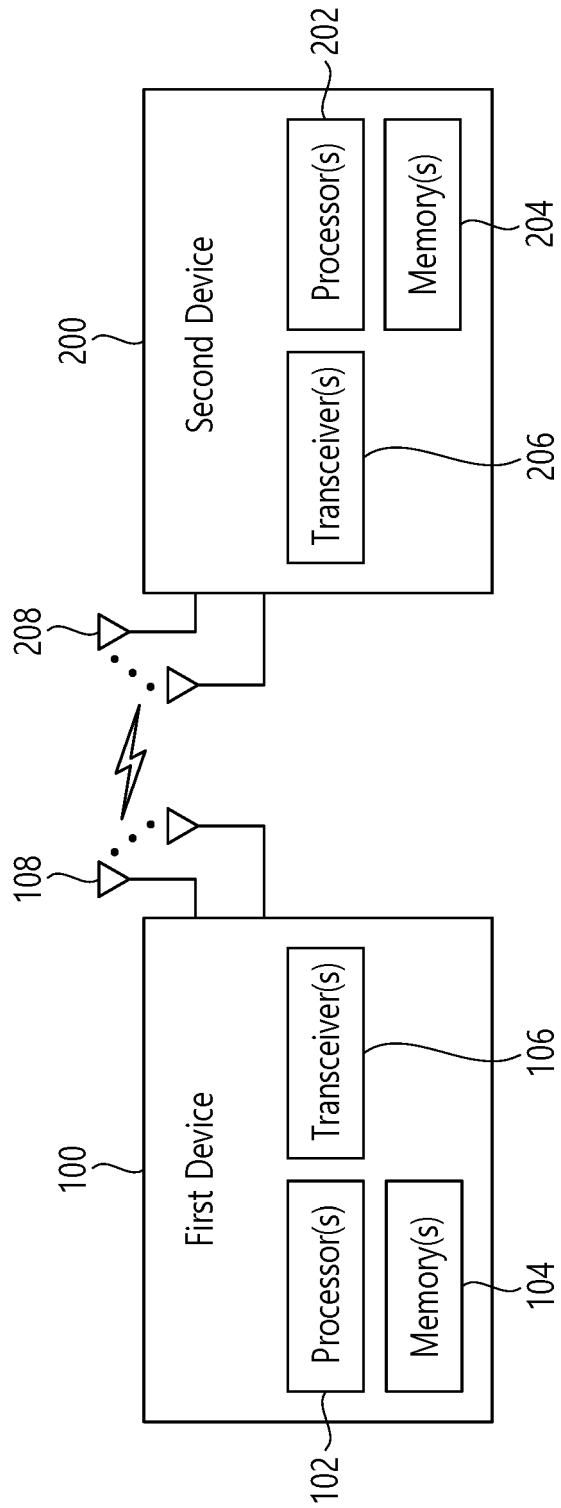 100
First Device
Processor(s)
Transceiver(s)
Memory(s)
102
104
106
108
208
200
Second Device
Transceiver(s)
Processor(s)
Memory(s)
206
202
204